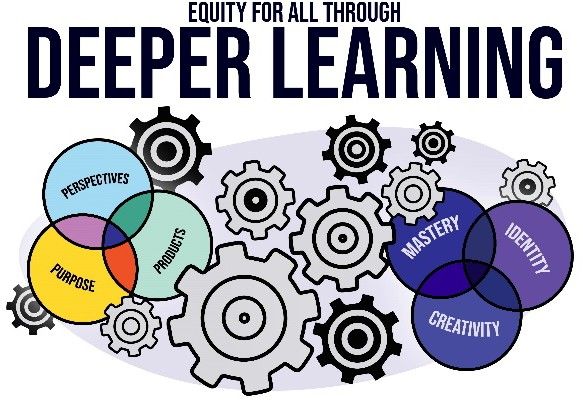 EQUITY FOR ALL THROUGH
DEEPER LEARNING
PERSPECTIVES
PRODUCTS
PURPOSE
MASTERY
IDENTITY
CREATIVITY